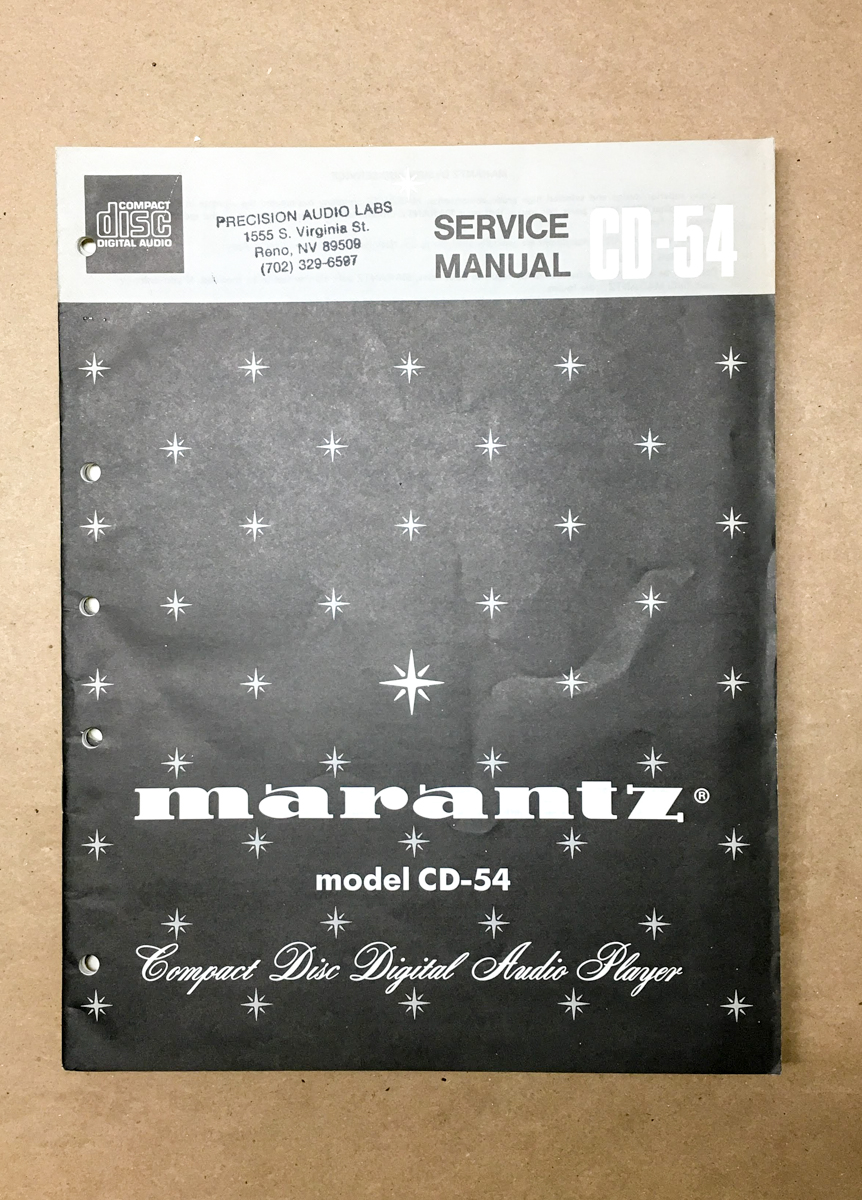 COMPACT
disc
DIGITAL AUDIO
PRECISION AUDIO LABS
1555 S. Virginia St.
Reno, NV 89509
(702) 329-6597
SERVICE
MANUAL
CD-54
marantz®
model CD-54
Compact Disc Digital Audio Player